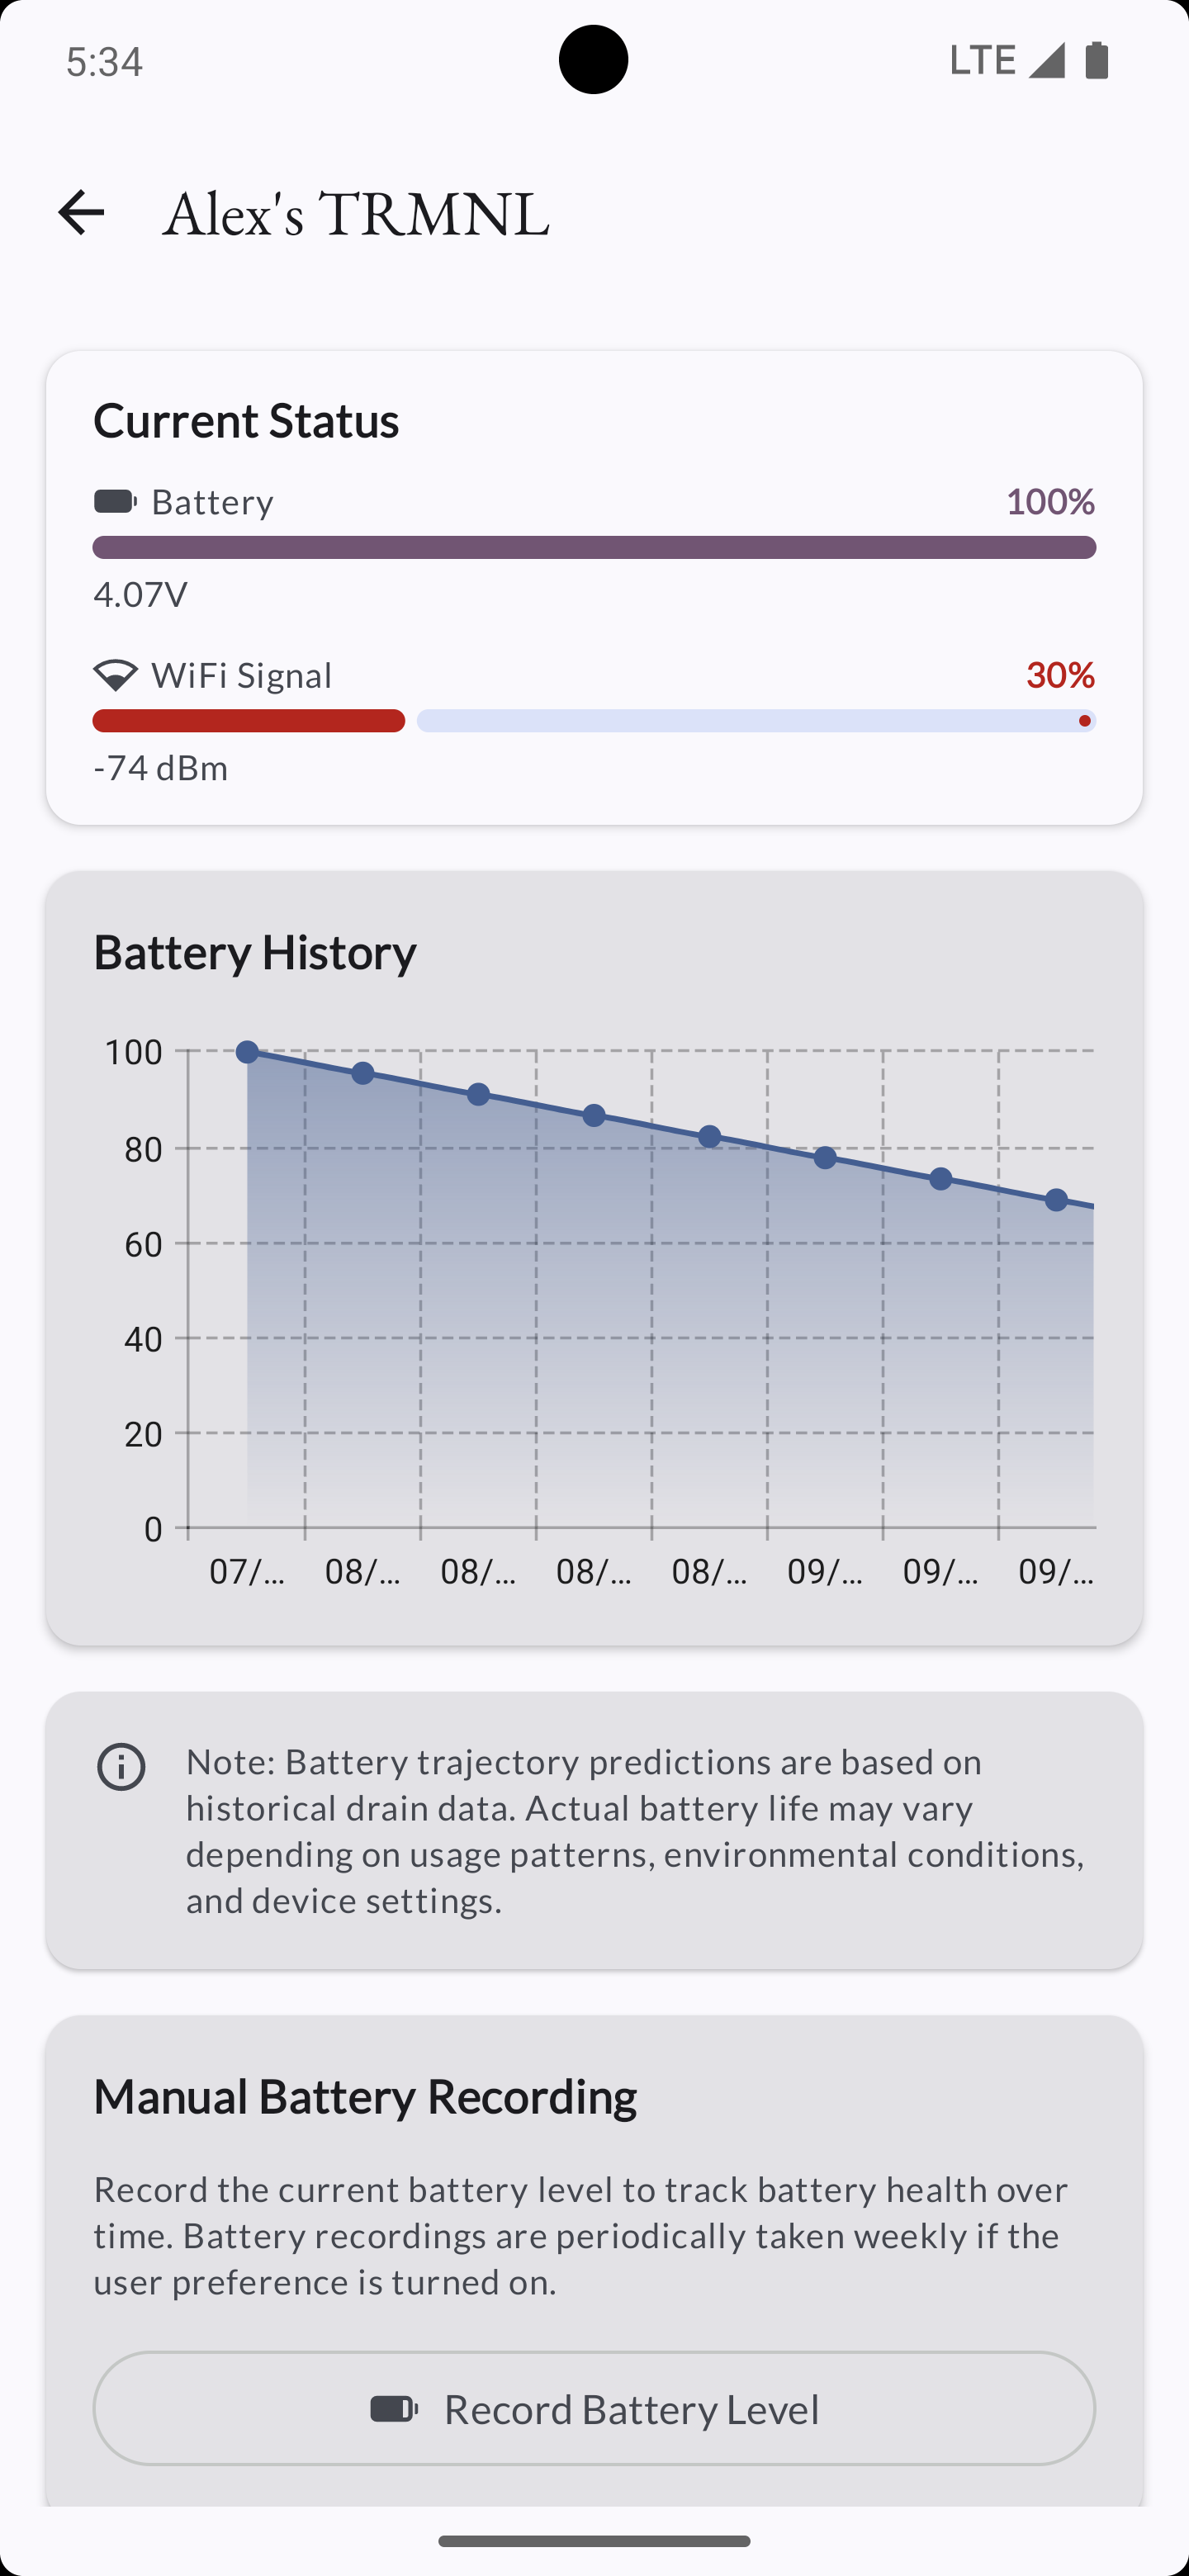 5:34
LTE
Alex's TRMNL
Current Status
Battery
100%
4.07V
WiFi Signal
30%
-74 dBm
Battery History
100
80
60
40
20
0
07/...
08/...
08/...
08/...
08/...
09/...
09/...
09/...
Note: Battery trajectory predictions are based on
historical drain data. Actual battery life may vary
depending on usage patterns, environmental conditions,
and device settings.
Manual Battery Recording
Record the current battery level to track battery health over
time. Battery recordings are periodically taken weekly if the
user preference is turned on.
Record Battery Level